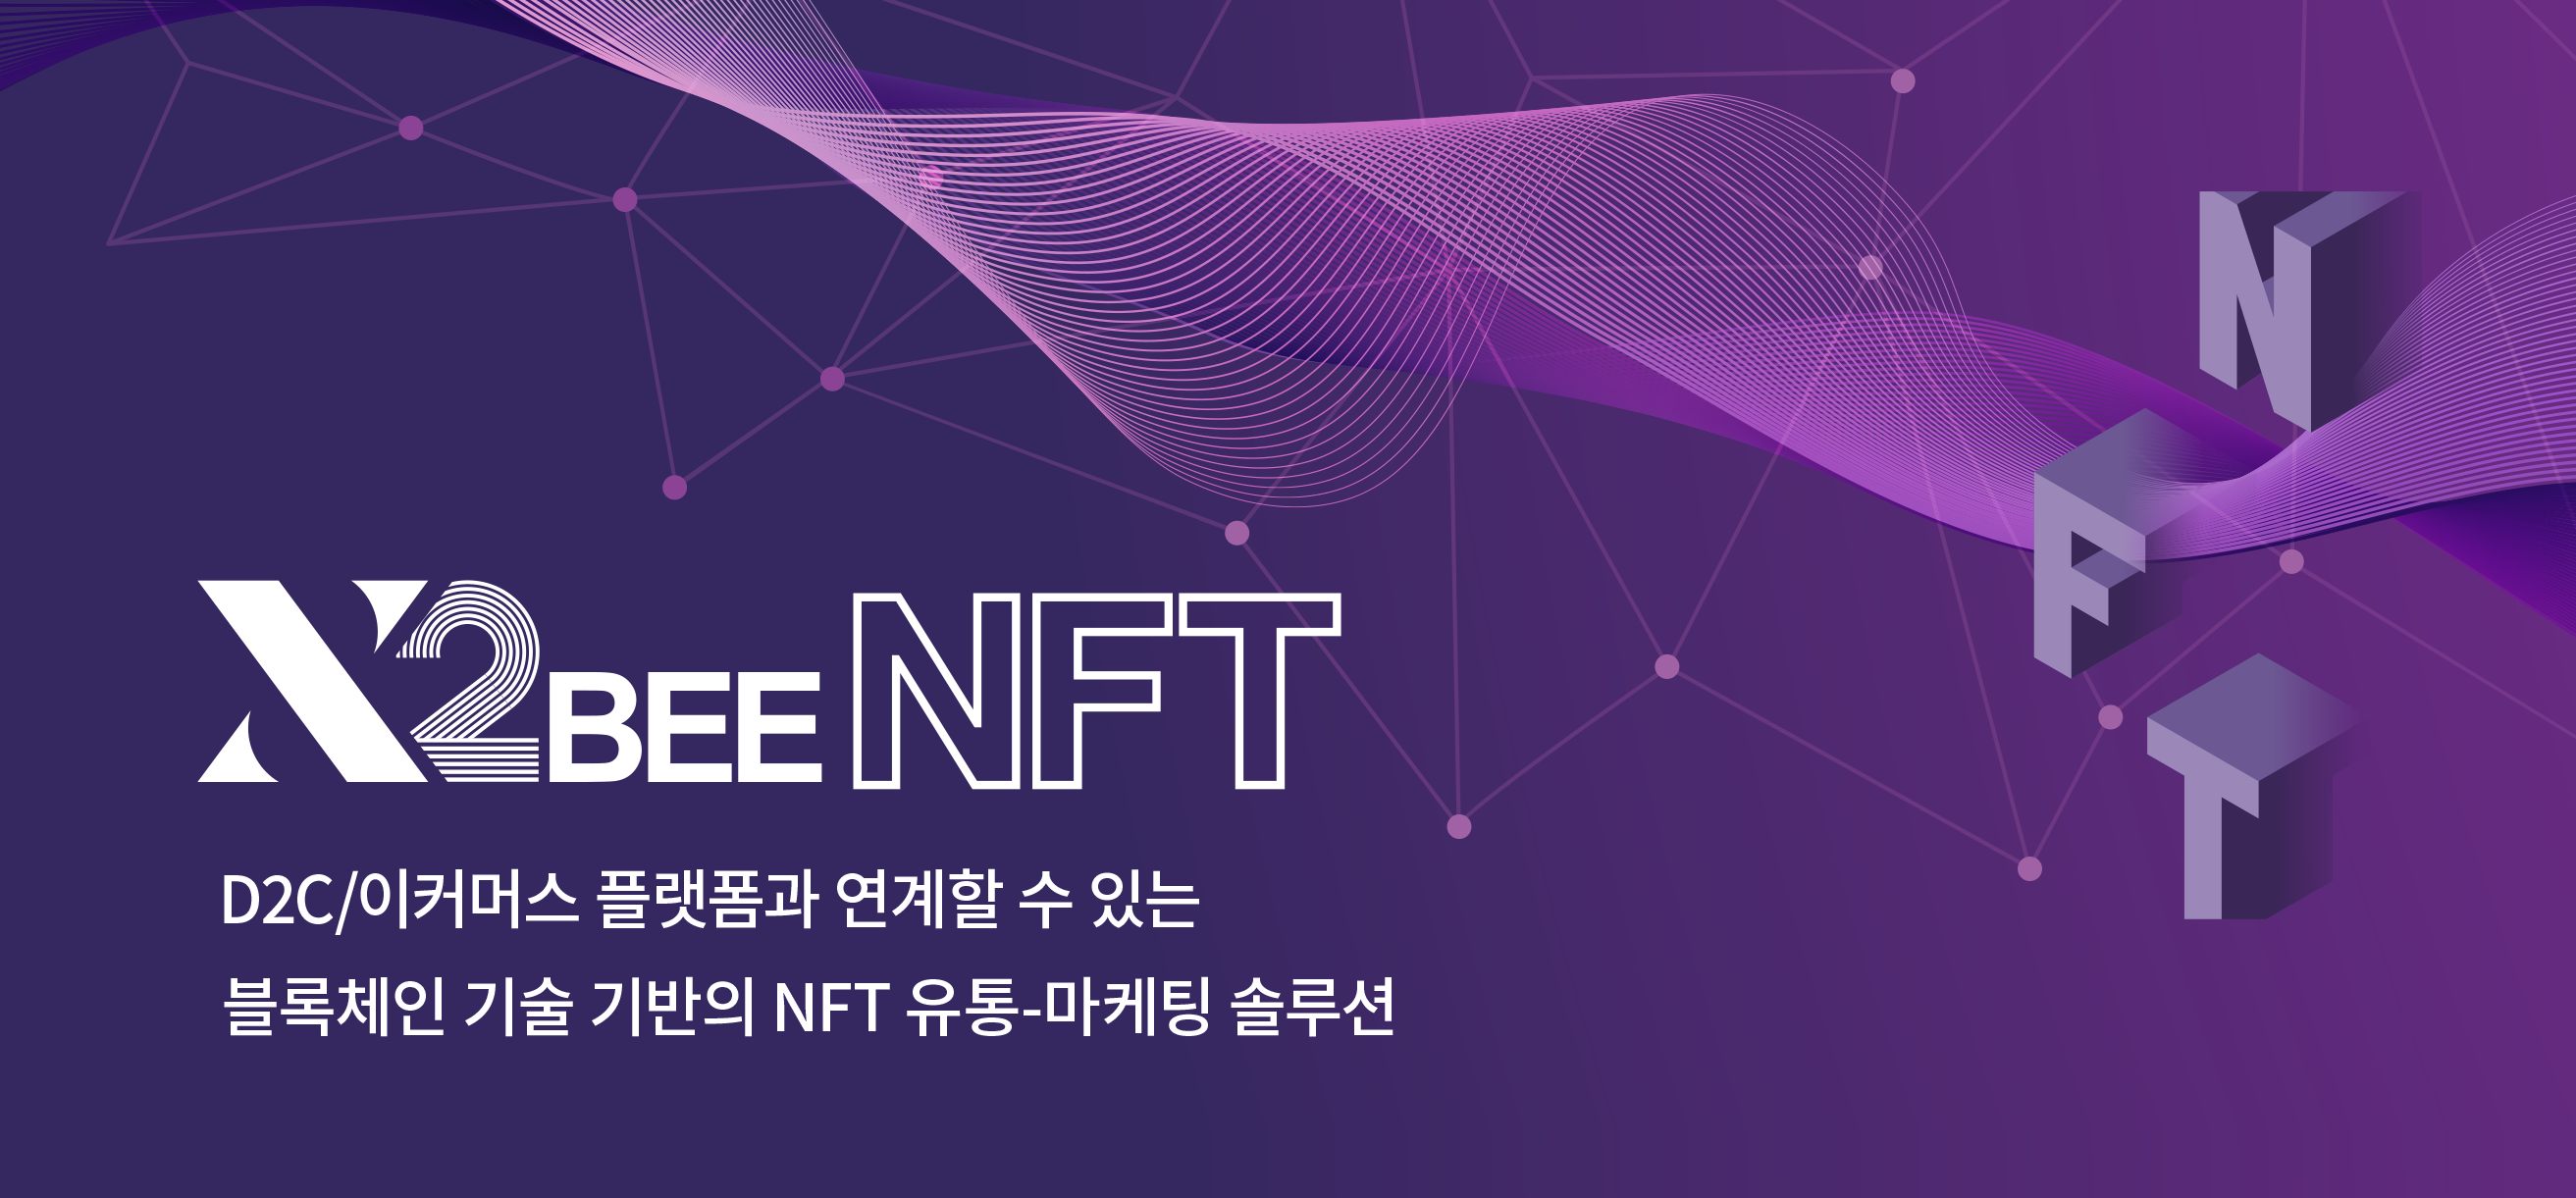 X2BEE NFT
D2C/이커머스 플랫폼과 연계할 수 있는
블록체인 기술 기반의 NFT 유통-마케팅 솔루션
N
F
T